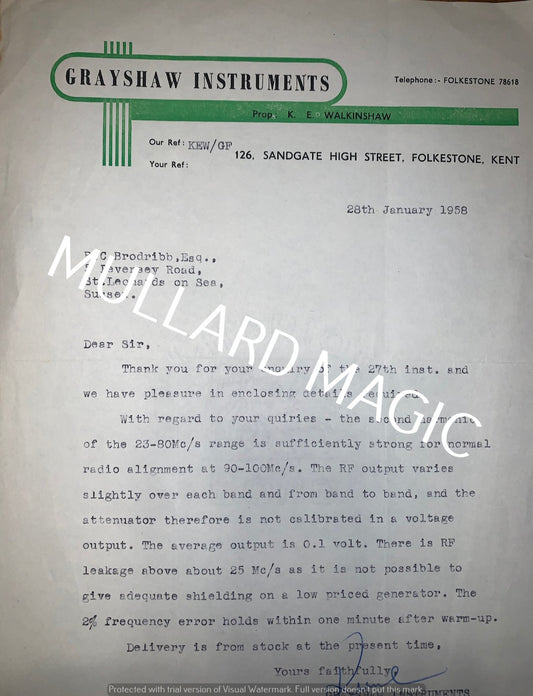 GRAYSHAW INSTRUMENTS
Telephone:- FOLKESTONE 78618
Prop: K. E. WALKINSHAW
Our Ref: KEW/GF
Your Ref:
126, SANDGATE HIGH STREET, FOLKESTONE, KENT
28th January 1958
C Brodribb, Esq.,
Pevensey Road,
St.Leonards on Sea,
Sussex.
MULLARD MAGIC
Dear Sir,
Thank you for your enquiry of the 27th inst. and
we have pleasure in enclosing details required.
With regard to your quiries - the second harmonic
of the 23-80Mc/s range is sufficiently strong for normal
radio alignment at 90-100Mc/s. The RF output varies
slightly over each band and from band to band, and the
attenuator therefore is not calibrated in a voltage
output. The average output is 0.1 volt. There is RF
leakage above about 25 Mc/s as it is not possible to
give adequate shielding on a low priced generator. The
2% frequency error holds within one minute after warm-up.
Delivery is from stock at the present time,
Yours faithfully
INSTRUMENTS
Protected with trial version of Visual Watermark. Full version doesn't put this mark.